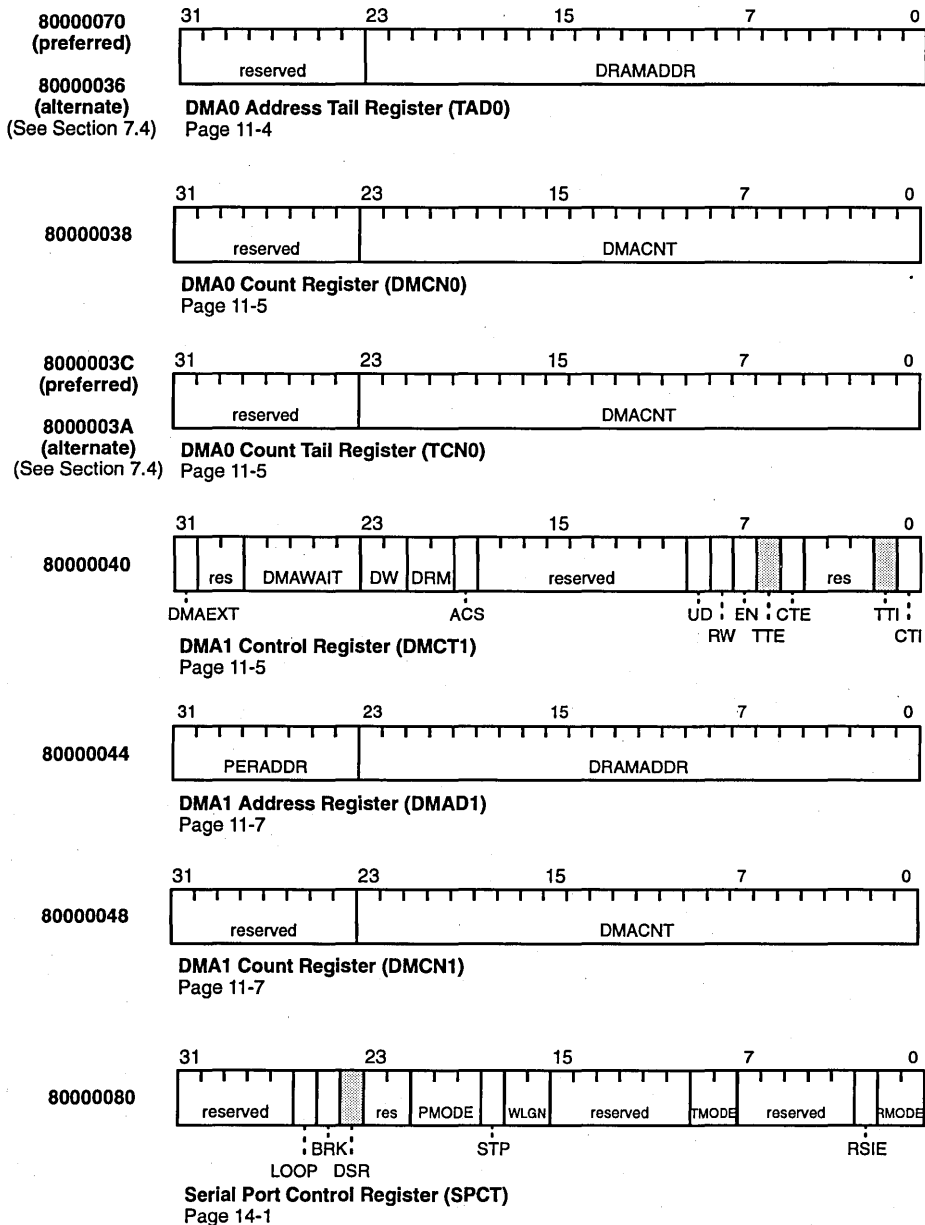 80000070
(preferred)
80000036
(alternate)
(See Section 7.4)
31 23 15 7 0
reserved DRAMADDR
DMA0 Address Tail Register (TAD0)
Page 11-4
80000038
31 23 15 7 0
reserved DMACNT
DMA0 Count Register (DMCN0)
Page 11-5
8000003C
(preferred)
8000003A
(alternate)
(See Section 7.4)
31 23 15 7 0
reserved DMACNT
DMA0 Count Tail Register (TCN0)
Page 11-5
80000040
31 23 15 7 0
res DMAWAIT DW DRM reserved res
DMAEXT ACS UD EN CTE TTI
RW TTE CTI
DMA1 Control Register (DMCT1)
Page 11-5
80000044
31 23 15 7 0
PERADDR DRAMADDR
DMA1 Address Register (DMAD1)
Page 11-7
80000048
31 23 15 7 0
reserved DMACNT
DMA1 Count Register (DMCN1)
Page 11-7
80000080
31 23 15 7 0
reserved res PMODE WLGN reserved TMODE reserved RMODE
BRK STP RSIE
LOOP DSR
Serial Port Control Register (SPCT)
Page 14-1